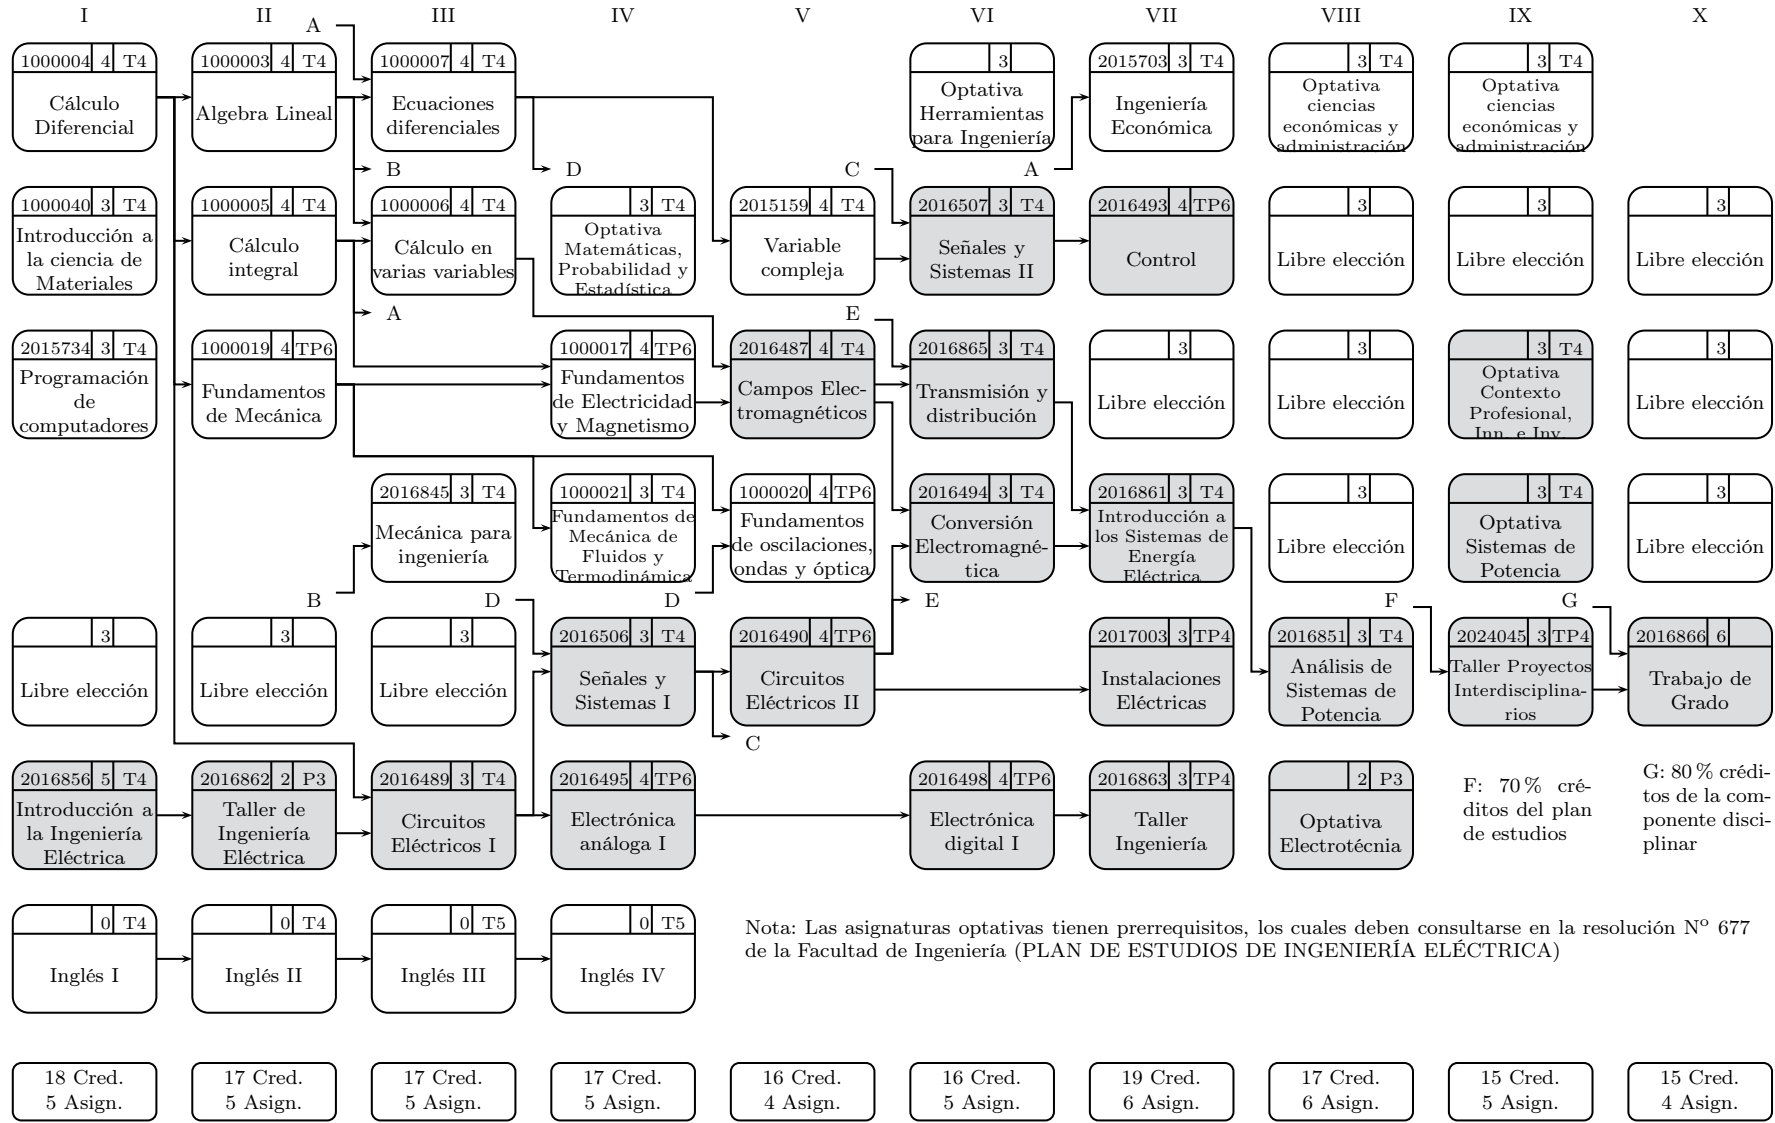 I II III IV V VI VII VIII IX X
A
1000004 4 T4
Cálculo
Diferencial
1000003 4 T4
Algebra Lineal
1000007 4 T4
Ecuaciones
diferenciales
3
Optativa
Herramientas
para Ingeniería
2015703 3 T4
Ingeniería
Económica
3 T4
Optativa
ciencias
económicas y
administración
3 T4
Optativa
ciencias
económicas y
administración
B
D
C
A
1000040 3 T4
Introducción a
la ciencia de
Materiales
1000005 4 T4
Cálculo
integral
1000006 4 T4
Cálculo en
varias variables
3 T4
Optativa
Matemáticas,
Probabilidad y
Estadística
2015159 4 T4
Variable
compleja
2016507 3 T4
Señales y
Sistemas II
2016493 4 TP6
Control
3
Libre elección
3
Libre elección
3
Libre elección
A
E
2015734 3 T4
Programación
de
computadores
1000019 4 TP6
Fundamentos
de Mecánica
1000017 4 TP6
Fundamentos
de Electricidad
y Magnetismo
2016487 4 T4
Campos Elec-
tromagnéticos
2016865 3 T4
Transmisión y
distribución
3
Libre elección
3
Libre elección
3 T4
Optativa
Contexto
Profesional,
Inn. e Inv.
3
Libre elección
2016845 3 T4
Mecánica para
ingeniería
1000021 3 T4
Fundamentos de
Mecánica de
Fluidos y
Termodinámica
1000020 4 TP6
Fundamentos
de oscilaciones,
ondas y óptica
2016494 3 T4
Conversión
Electromagné-
tica
2016861 3 T4
Introducción a
los Sistemas de
Energía
Eléctrica
3
Libre elección
3 T4
Optativa
Sistemas de
Potencia
3
Libre elección
B
D
D
E
F
G
3
Libre elección
3
Libre elección
3
Libre elección
2016506 3 T4
Señales y
Sistemas I
2016490 4 TP6
Circuitos
Eléctricos II
2017003 3 TP4
Instalaciones
Eléctricas
2016851 3 T4
Análisis de
Sistemas de
Potencia
2024045 3 TP4
Taller Proyectos
Interdisciplina-
rios
2016866 6
Trabajo de
Grado
C
2016856 5 T4
Introducción a
la Ingeniería
Eléctrica
2016862 2 P3
Taller de
Ingeniería
Eléctrica
2016489 3 T4
Circuitos
Eléctricos I
2016495 4 TP6
Electrónica
análoga I
2016498 4 TP6
Electrónica
digital I
2016863 3 TP4
Taller
Ingeniería
2 P3
Optativa
Electrotécnia
F: 70 % cré-
ditos del plan
de estudios
G: 80 % crédi-
tos de la com-
ponente disci-
plinar
0 T4
Inglés I
0 T4
Inglés II
0 T5
Inglés III
0 T5
Inglés IV
Nota: Las asignaturas optativas tienen prerrequisitos, los cuales deben consultarse en la resolución Nº 677
de la Facultad de Ingeniería (PLAN DE ESTUDIOS DE INGENIERÍA ELÉCTRICA)
18 Cred.
5 Asign.
17 Cred.
5 Asign.
17 Cred.
5 Asign.
17 Cred.
5 Asign.
16 Cred.
4 Asign.
16 Cred.
5 Asign.
19 Cred.
6 Asign.
17 Cred.
6 Asign.
15 Cred.
5 Asign.
15 Cred.
4 Asign.